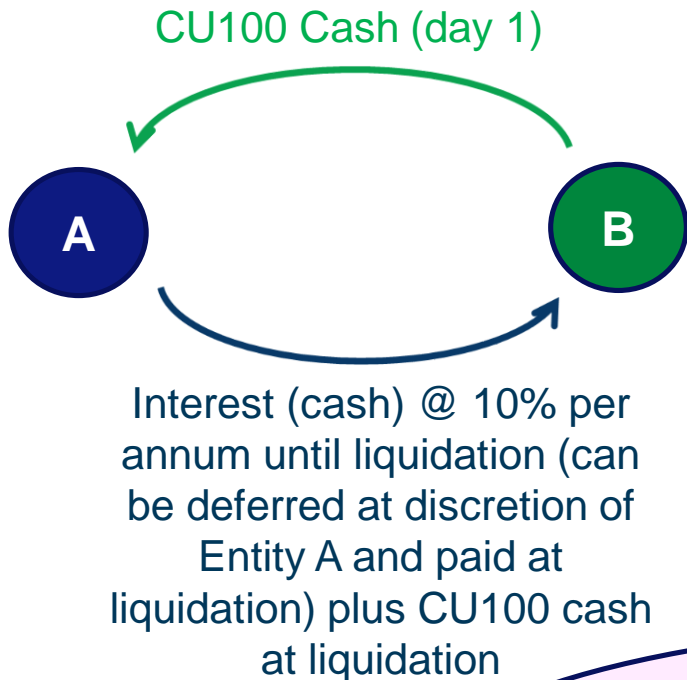 CU100 Cash (day 1)
A
B
Interest (cash) @ 10% per
annum until liquidation (can
be deferred at discretion of
Entity A and paid at
liquidation) plus CU100 cash
at liquidation